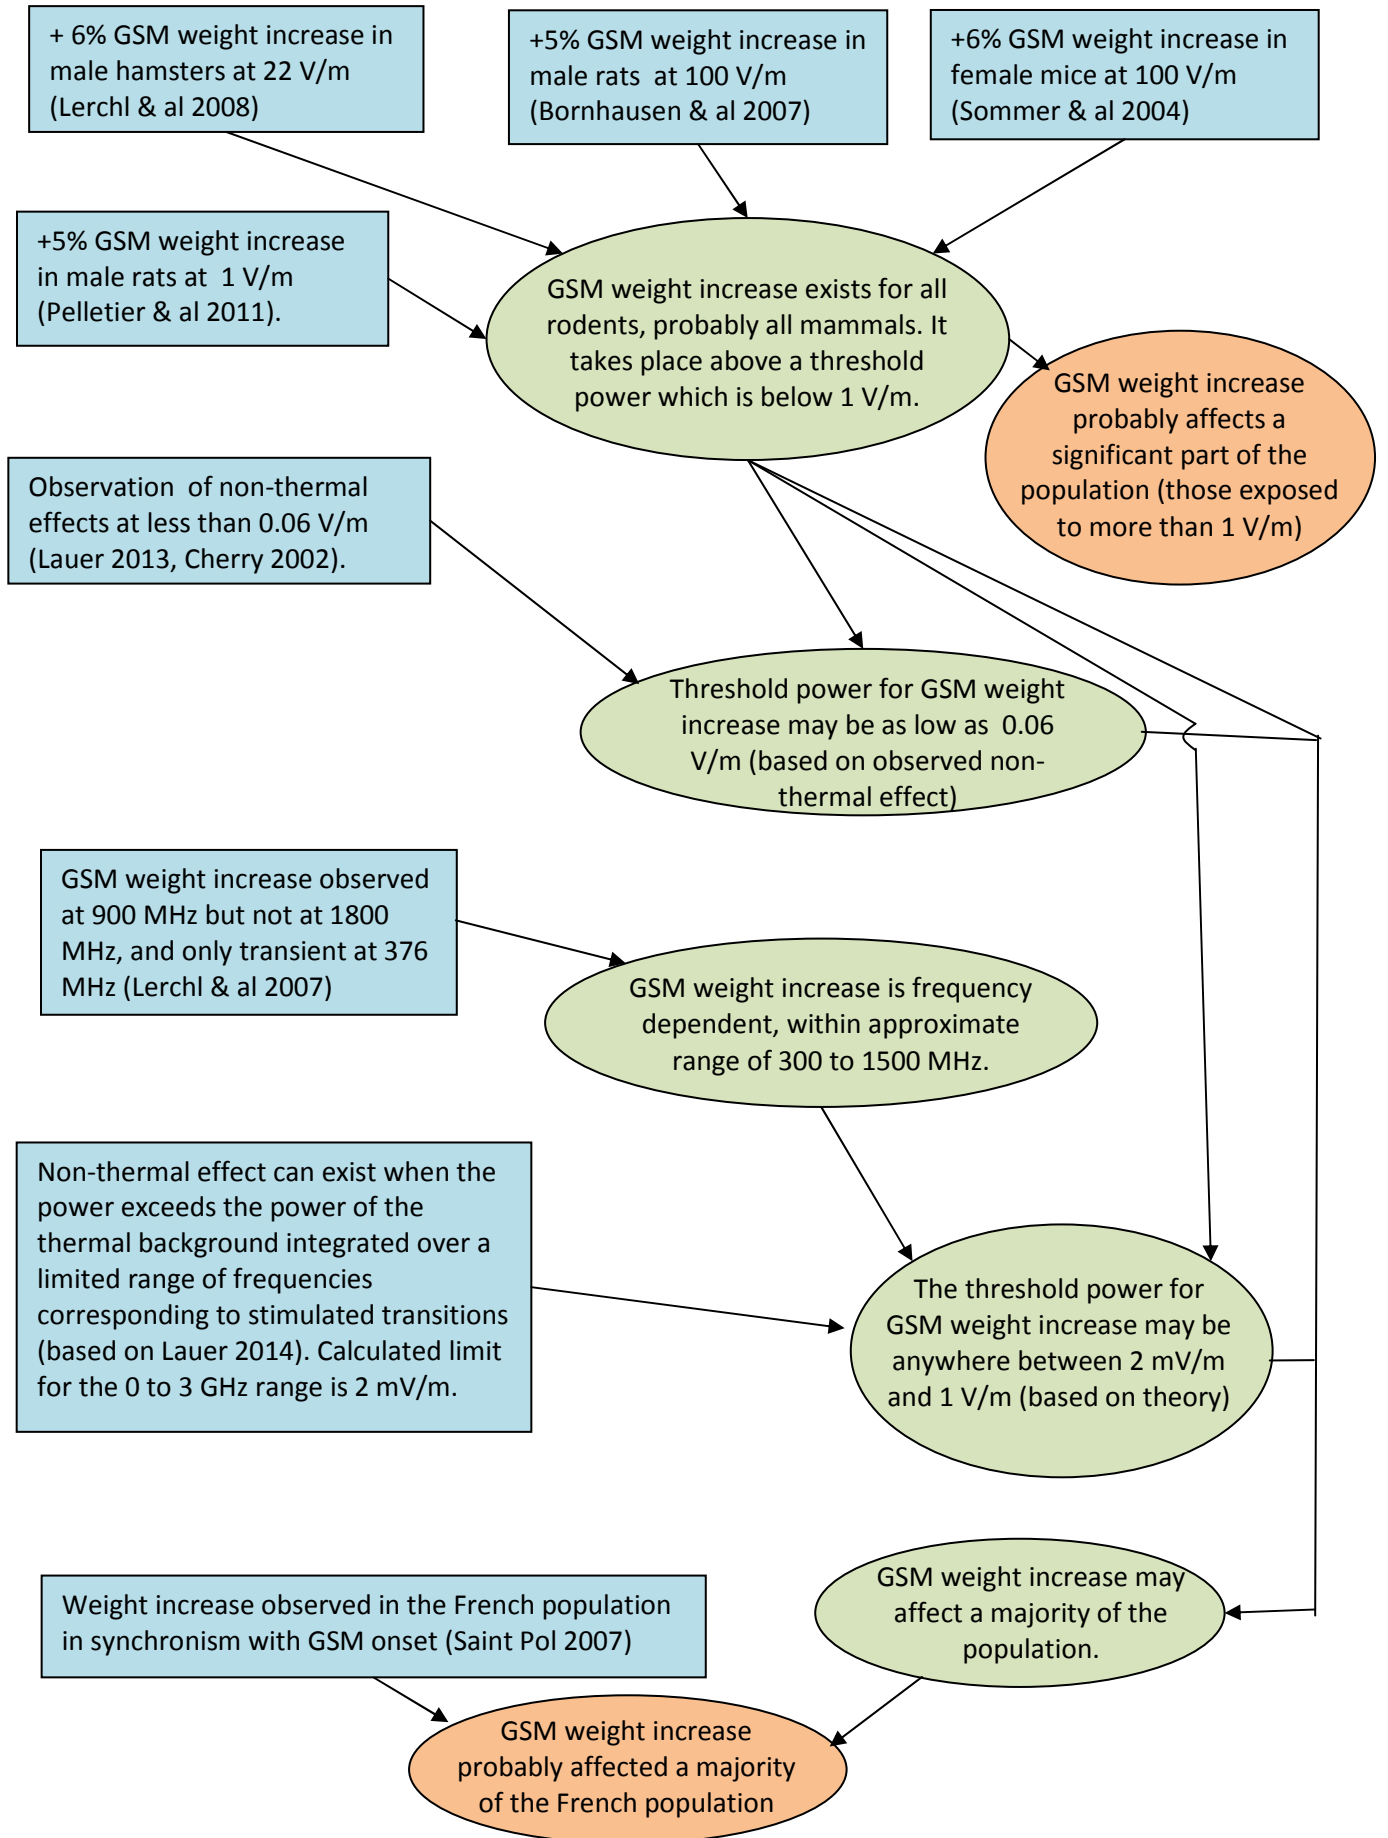 + 6% GSM weight increase in
male hamsters at 22 V/m
(Lerchl & al 2008)
+5% GSM weight increase in
male rats at 100 V/m
(Bornhausen & al 2007)
+6% GSM weight increase in
female mice at 100 V/m
(Sommer & al 2004)
+5% GSM weight increase
in male rats at 1 V/m
(Pelletier & al 2011).
GSM weight increase exists for all
rodents, probably all mammals. It
takes place above a threshold
power which is below 1 V/m.
GSM weight increase
probably affects a
significant part of the
population (those exposed
to more than 1 V/m)
Observation of non-thermal
effects at less than 0.06 V/m
(Lauer 2013, Cherry 2002).
Threshold power for GSM weight
increase may be as low as 0.06
V/m (based on observed non-
thermal effect)
GSM weight increase observed
at 900 MHz but not at 1800
MHz, and only transient at 376
MHz (Lerchl & al 2007)
GSM weight increase is frequency
dependent, within approximate
range of 300 to 1500 MHz.
Non-thermal effect can exist when the
power exceeds the power of the
thermal background integrated over a
limited range of frequencies
corresponding to stimulated transitions
(based on Lauer 2014). Calculated limit
for the 0 to 3 GHz range is 2 mV/m.
The threshold power for
GSM weight increase may be
anywhere between 2 mV/m
and 1 V/m (based on theory)
GSM weight increase may
affect a majority of the
population.
Weight increase observed in the French population
in synchronism with GSM onset (Saint Pol 2007)
GSM weight increase
probably affected a majority
of the French population